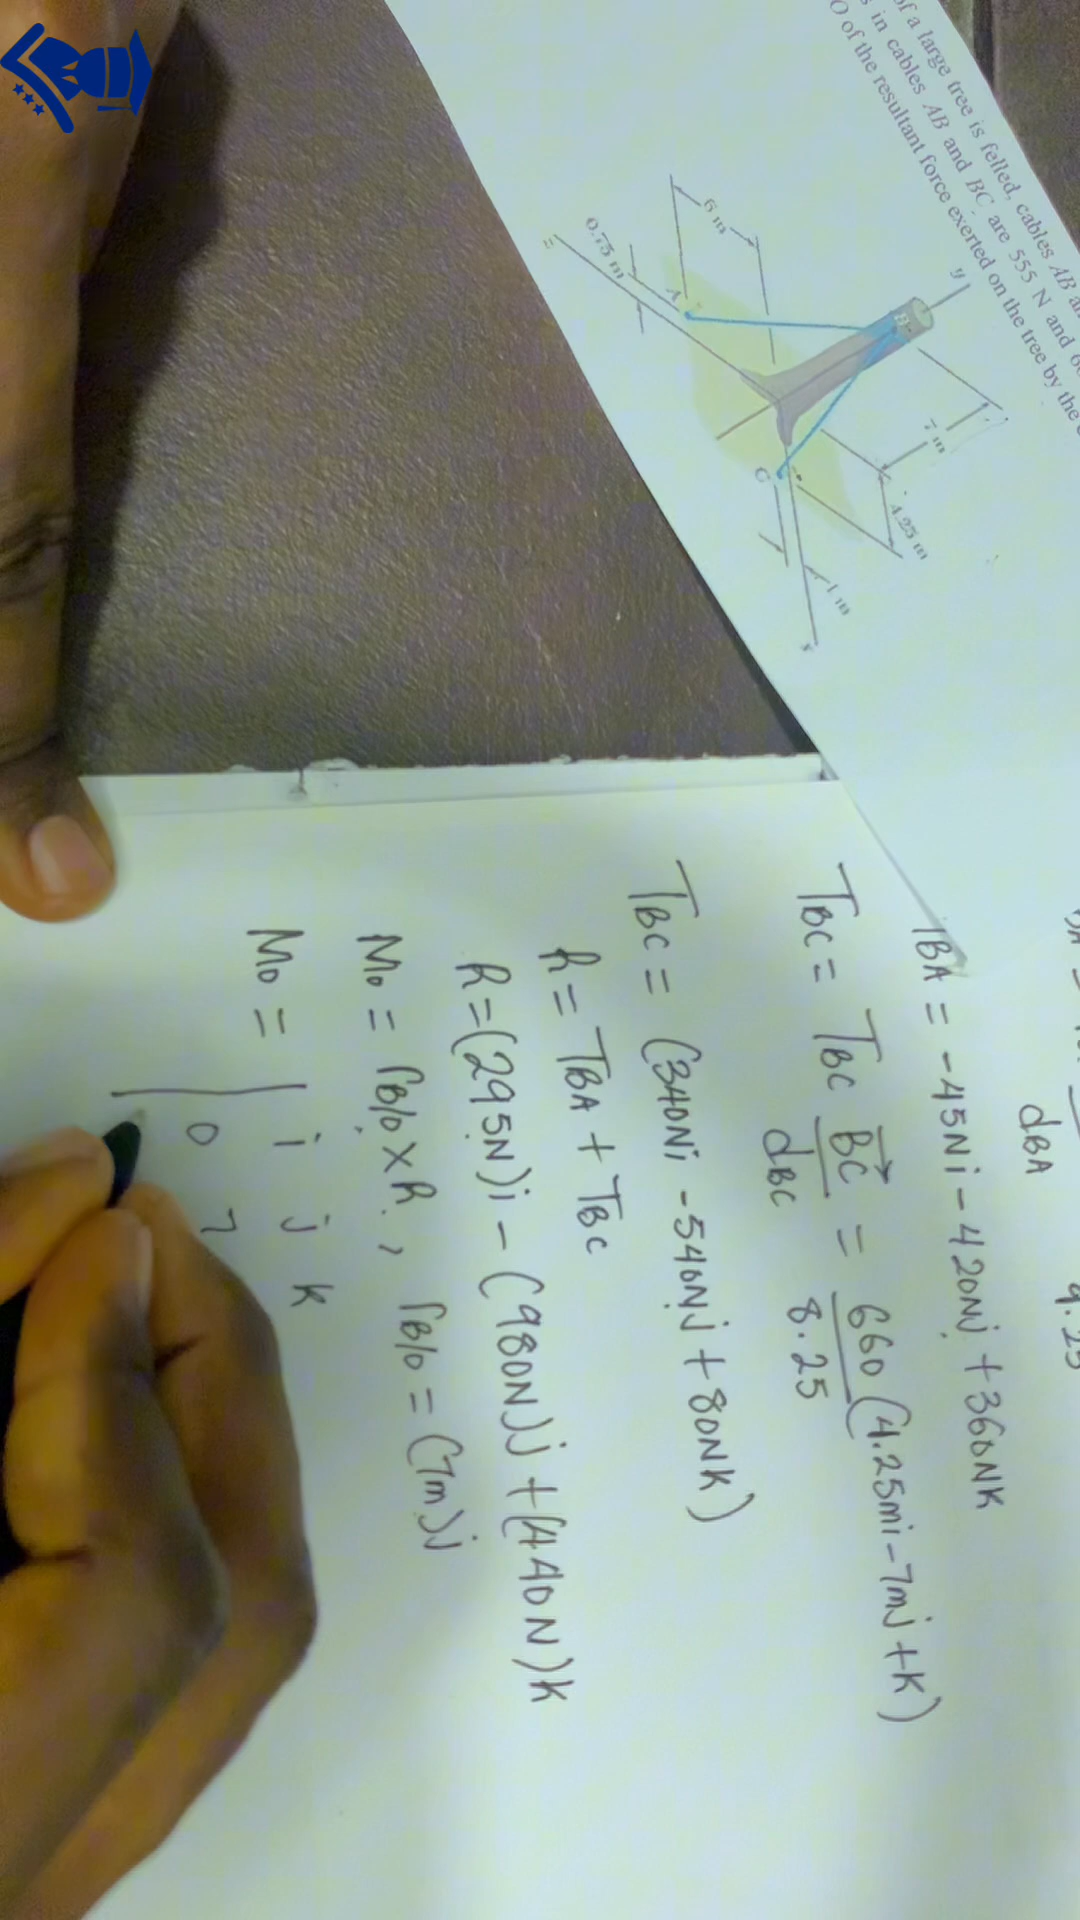 of a large tree is felled, cables AB
in cables AB and BC are 555 N and
O of the resultant force exerted on the tree by the
y
B
7 m
4.25 m
6 m
0.75 m
A
C
1 m
x
z
dBA
9.25
TBA = -45Ni - 420Nj + 360NK
TBC = TBC BC = 660 (4.25mi - 7mj + K)
dBC 8.25
TBC = (340Ni - 540Nj + 80NK)
R = TBA + TBC
R = (295N)i - (980N)j + (440N)K
Mo = rB/o x R, rB/o = (7m)j
Mo = i j K
0 7